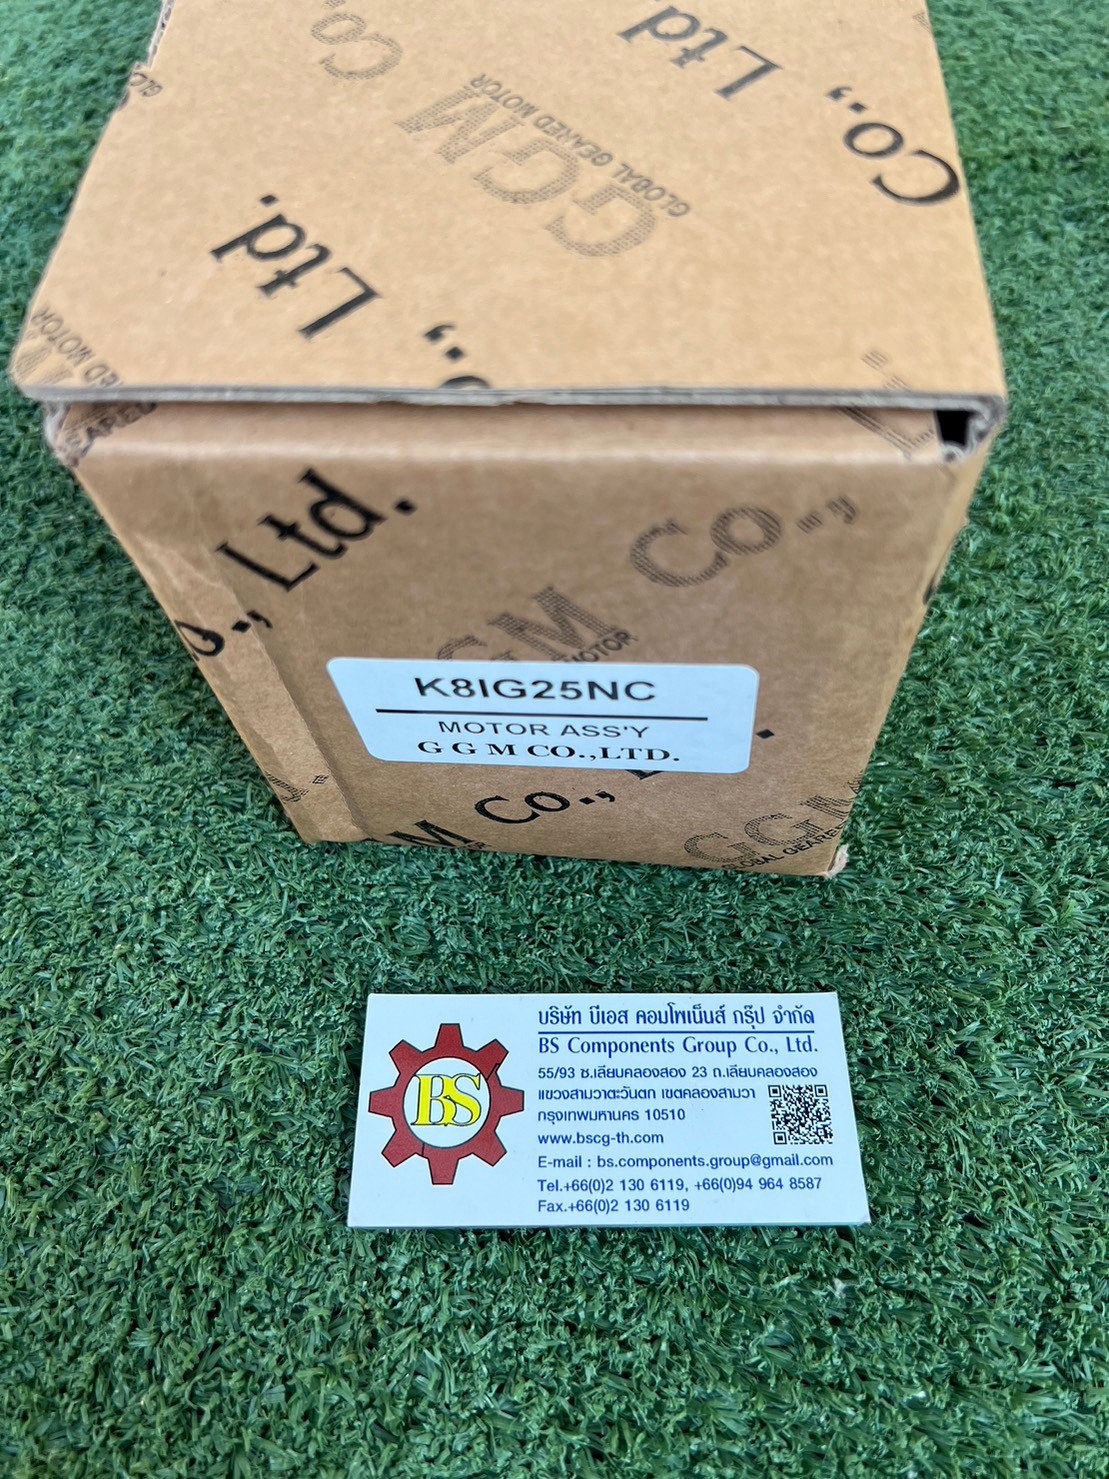 Co.,
Ltd
GGM Co
GLOBAL GEARED MOTOR
Ltd.
Ltd.
GGM Co.,
MOTOR
K8IG25NC
MOTOR ASS'Y
G G M CO.,LTD.
M Co.,
GGM
GLOBAL GEARE
BS
บริษัท บีเอส คอมโพเน็นส์ กรุ๊ป จำกัด
BS Components Group Co., Ltd.
55/93 ซ.เลียบคลองสอง 23 ถ.เลียบคลองสอง
แขวงสามวาตะวันตก เขตคลองสามวา
กรุงเทพมหานคร 10510
www.bscg-th.com
E-mail : bs.components.group@gmail.com
Tel.+66(0)2 130 6119, +66(0)94 964 8587
Fax.+66(0)2 130 6119